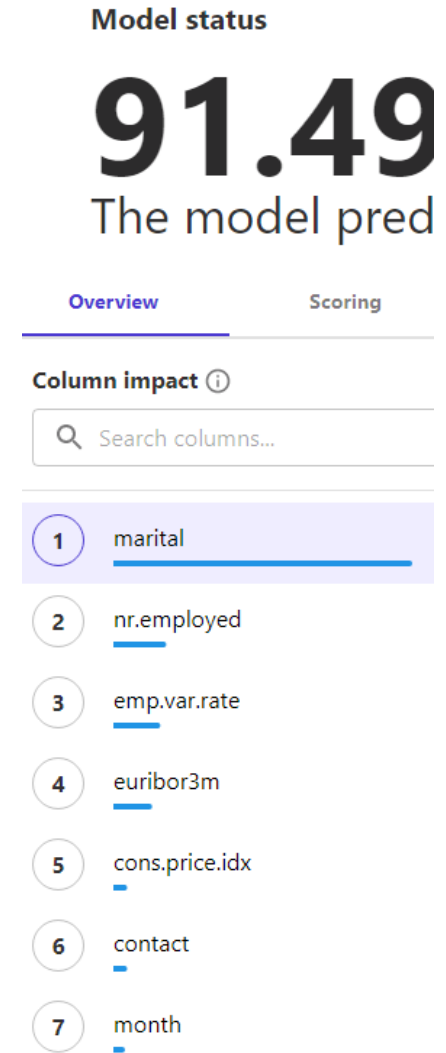 Model status
91.49
The model pred
Overview Scoring
Column impact
Search columns...
1 marital
2 nr.employed
3 emp.var.rate
4 euribor3m
5 cons.price.idx
6 contact
7 month